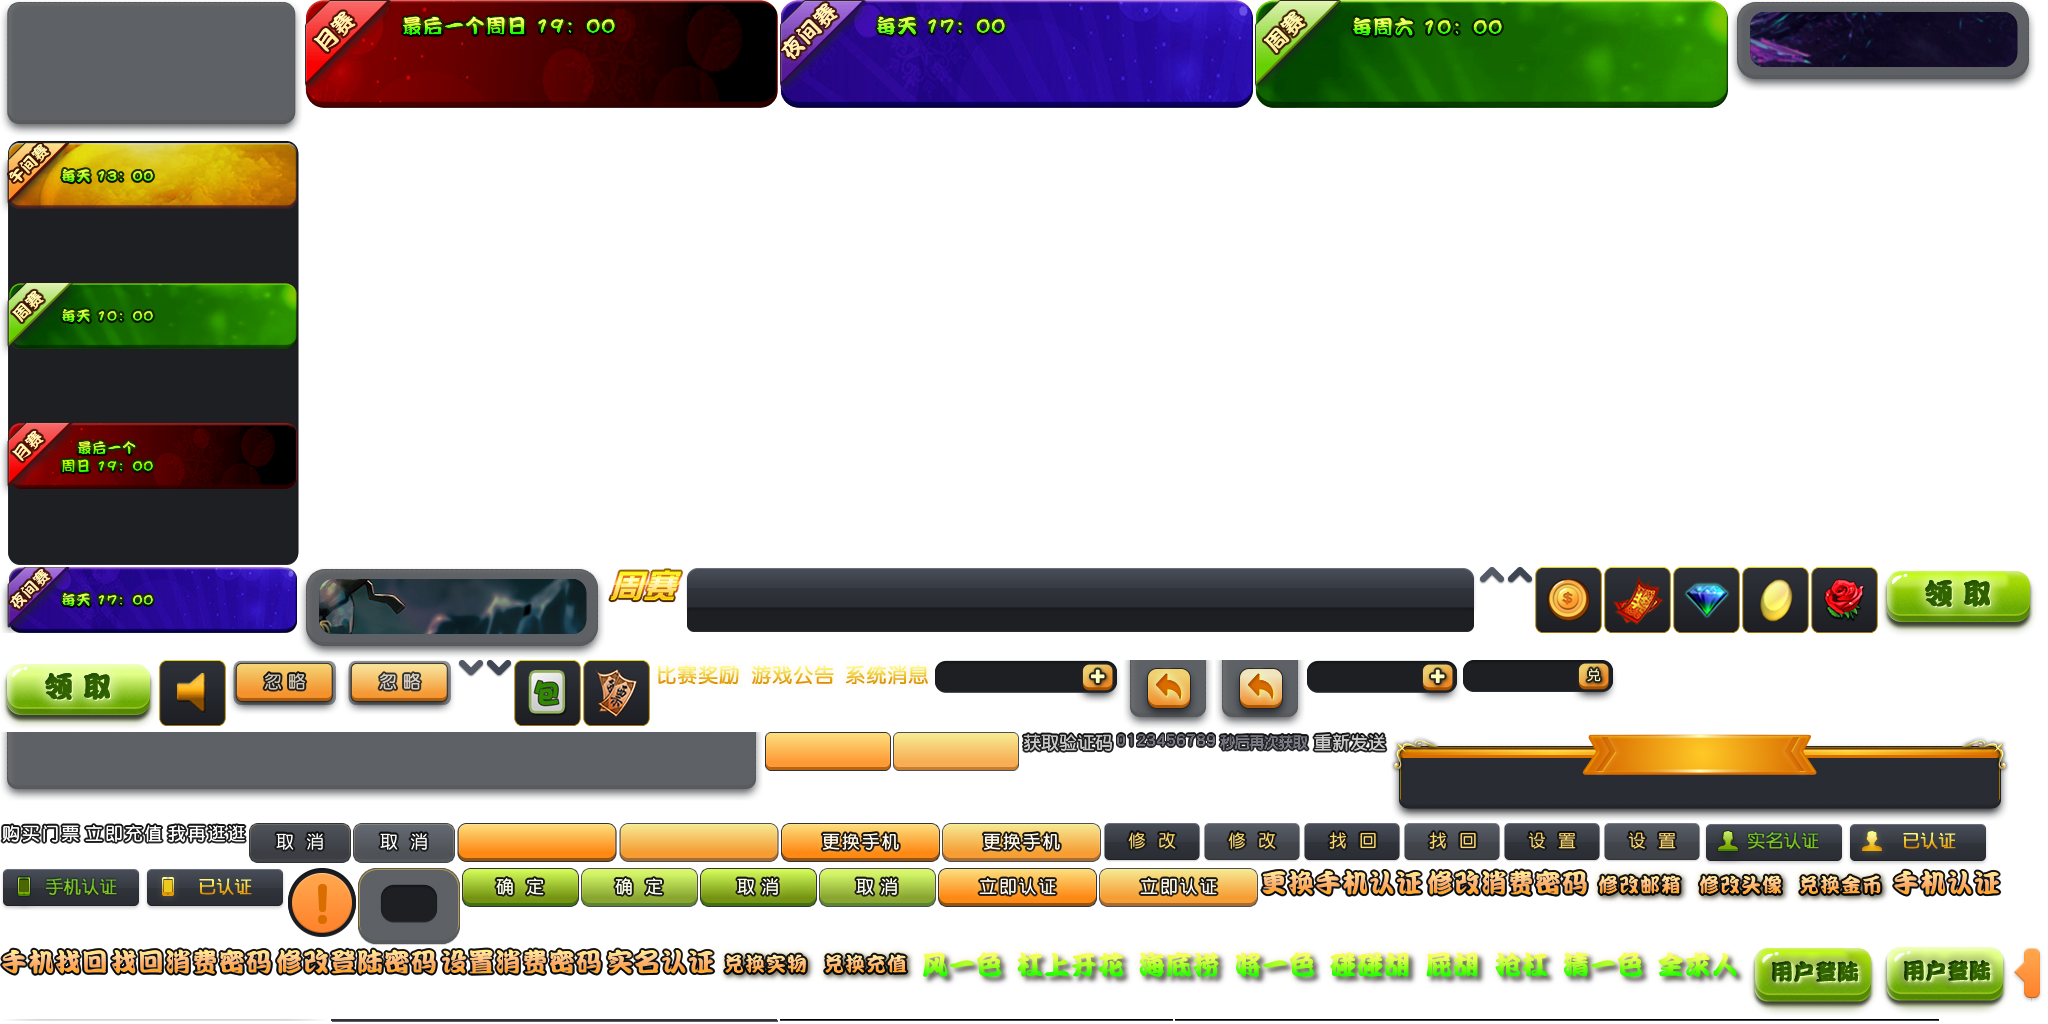 月赛 最后一个周日 19：00
夜间赛 每天 17：00
周赛 每周六 10：00
午间赛 每天 13：00
周赛 每天 10：00
月赛 最后一个
周日 19：00
夜间赛 每天 17：00
周赛
领取
领取 忽略 忽略 比赛奖励 游戏公告 系统消息 兑
获取验证码 0123456789 秒后再次获取 重新发送
购买门票 立即充值 我再逛逛 取消 取消 更换手机 更换手机 修改 修改 找回 找回 设置 设置 实名认证 已认证
手机认证 已认证 确定 确定 取消 取消 立即认证 立即认证 更换手机认证 修改消费密码 修改邮箱 修改头像 兑换金币 手机认证
手机找回 找回消费密码 修改登陆密码 设置消费密码 实名认证 兑换实物 兑换充值 风一色 杠上开花 海底捞 将一色 碰碰胡 屁胡 抢杠 清一色 全求人 用户登陆 用户登陆